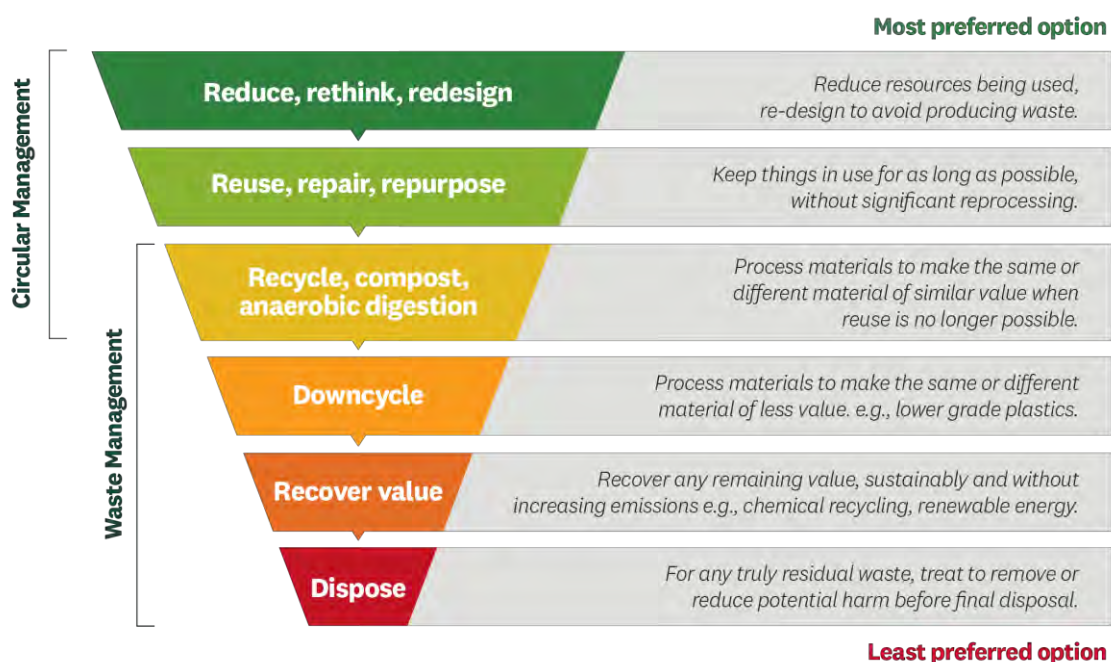 Most preferred option
Circular Management
Waste Management
Reduce, rethink, redesign
Reduce resources being used,
re-design to avoid producing waste.
Reuse, repair, repurpose
Keep things in use for as long as possible,
without significant reprocessing.
Recycle, compost,
anaerobic digestion
Process materials to make the same or
different material of similar value when
reuse is no longer possible.
Downcycle
Process materials to make the same or different
material of less value. e.g., lower grade plastics.
Recover value
Recover any remaining value, sustainably and without
increasing emissions e.g., chemical recycling, renewable energy.
Dispose
For any truly residual waste, treat to remove or
reduce potential harm before final disposal.
Least preferred option